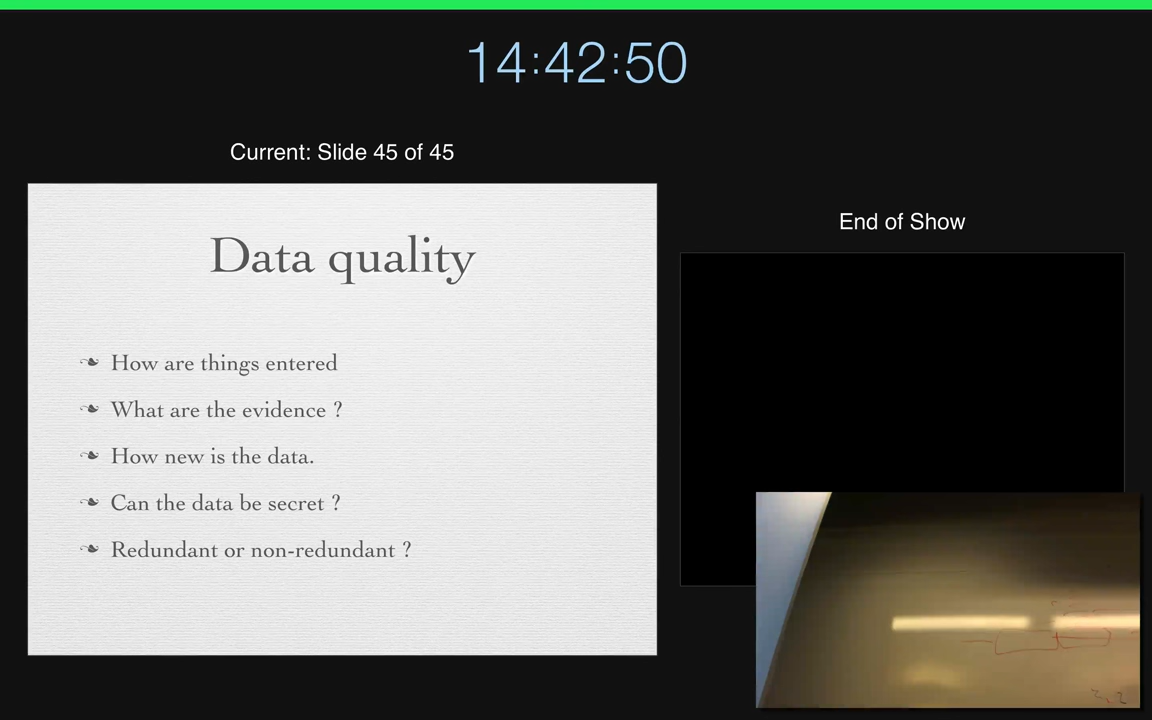 14:42:50
Current: Slide 45 of 45
End of Show
Data quality
How are things entered
What are the evidence ?
How new is the data.
Can the data be secret ?
Redundant or non-redundant ?